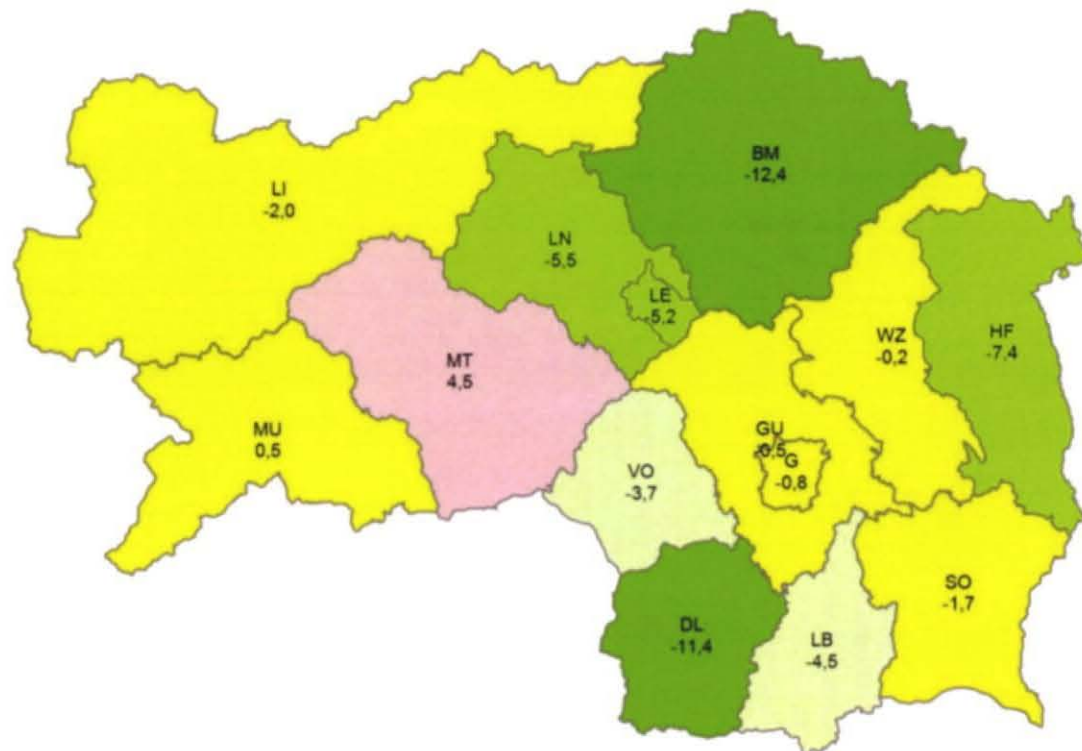 BM
-12,4
LI
-2,0
LN
-5,5
LE
-5,2
WZ
-0,2
HF
-7,4
MT
4,5
MU
0,5
GU
-0,5
G
-0,8
VO
-3,7
SO
-1,7
DL
-11,4
LB
-4,5